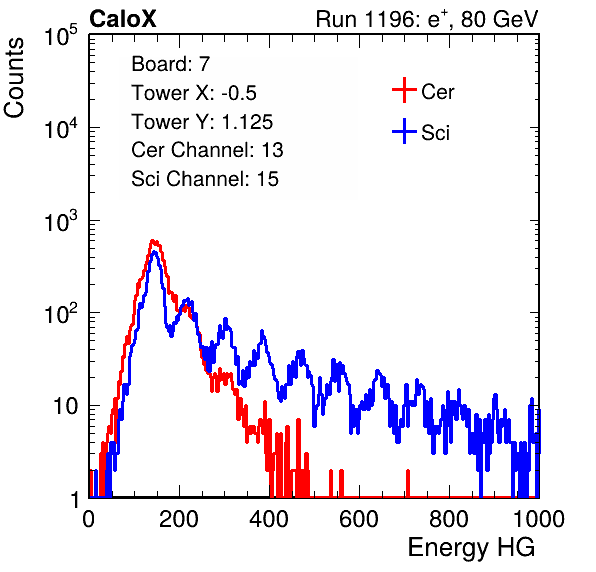 CaloX Run 1196: e⁺, 80 GeV
Counts
10⁵
10⁴
10³
10²
10
1
Board: 7
Tower X: -0.5
Tower Y: 1.125
Cer Channel: 13
Sci Channel: 15
Cer
Sci
0 200 400 600 800 1000
Energy HG